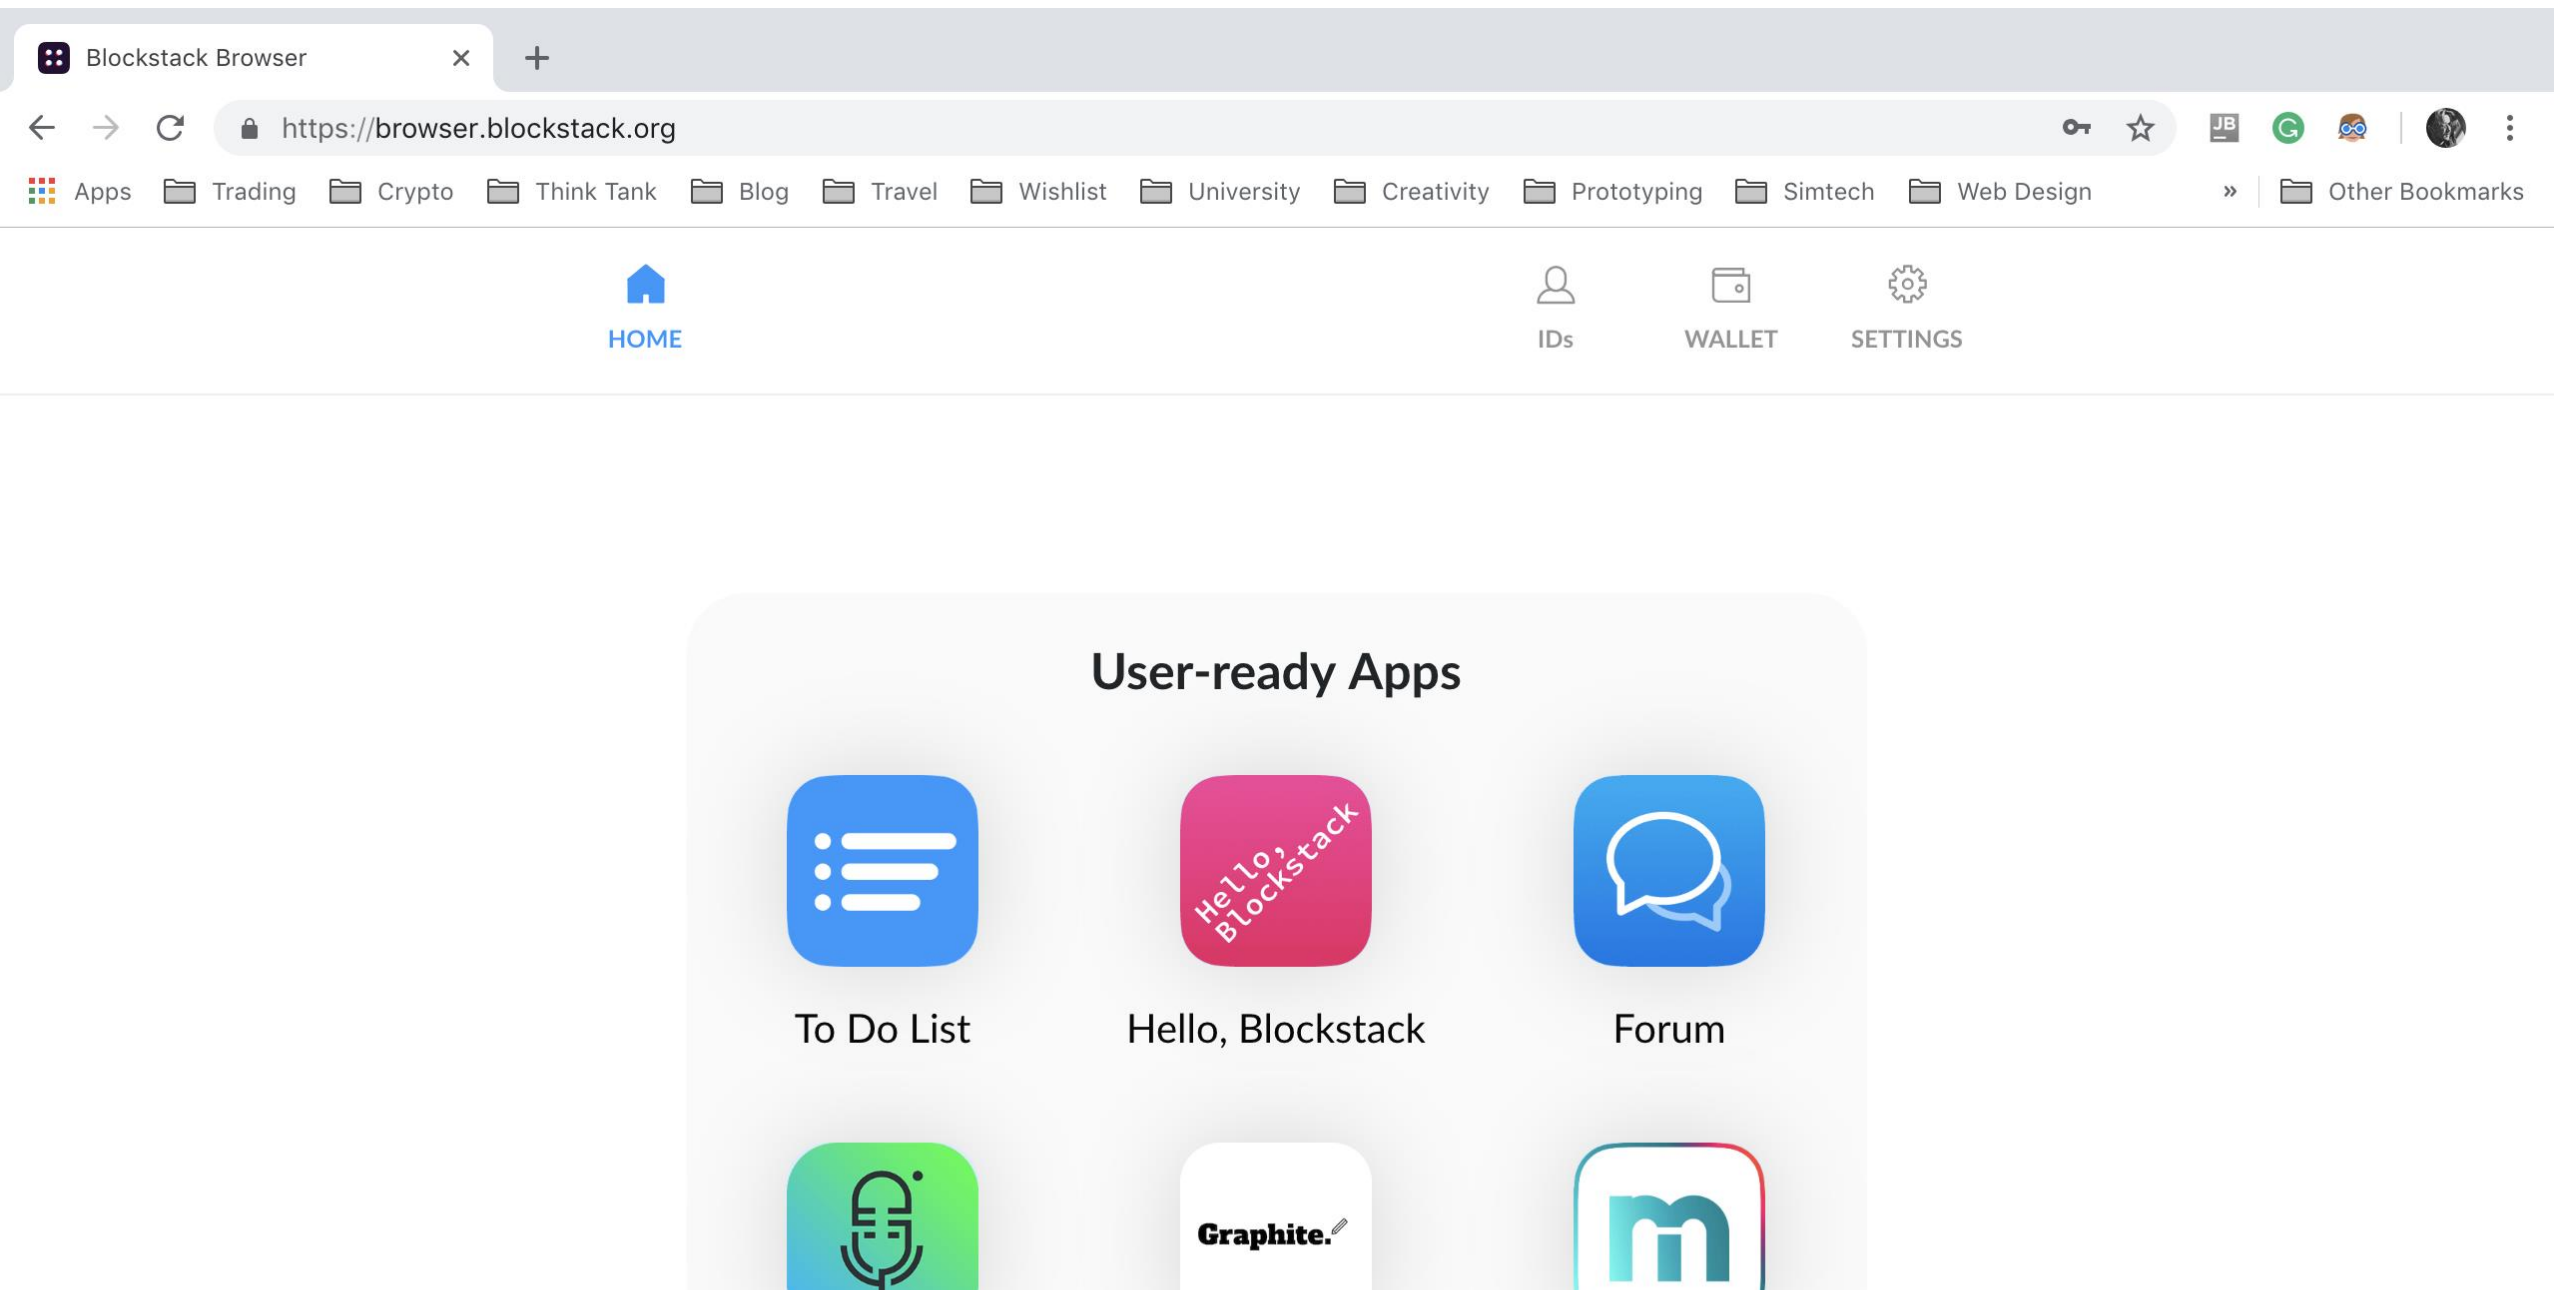 Blockstack Browser
https://browser.blockstack.org
JB
G
Apps Trading Crypto Think Tank Blog Travel Wishlist University Creativity Prototyping Simtech Web Design » Other Bookmarks
HOME IDs WALLET SETTINGS
User-ready Apps
Hello,
Blockstack
To Do List Hello, Blockstack Forum
Graphite. m